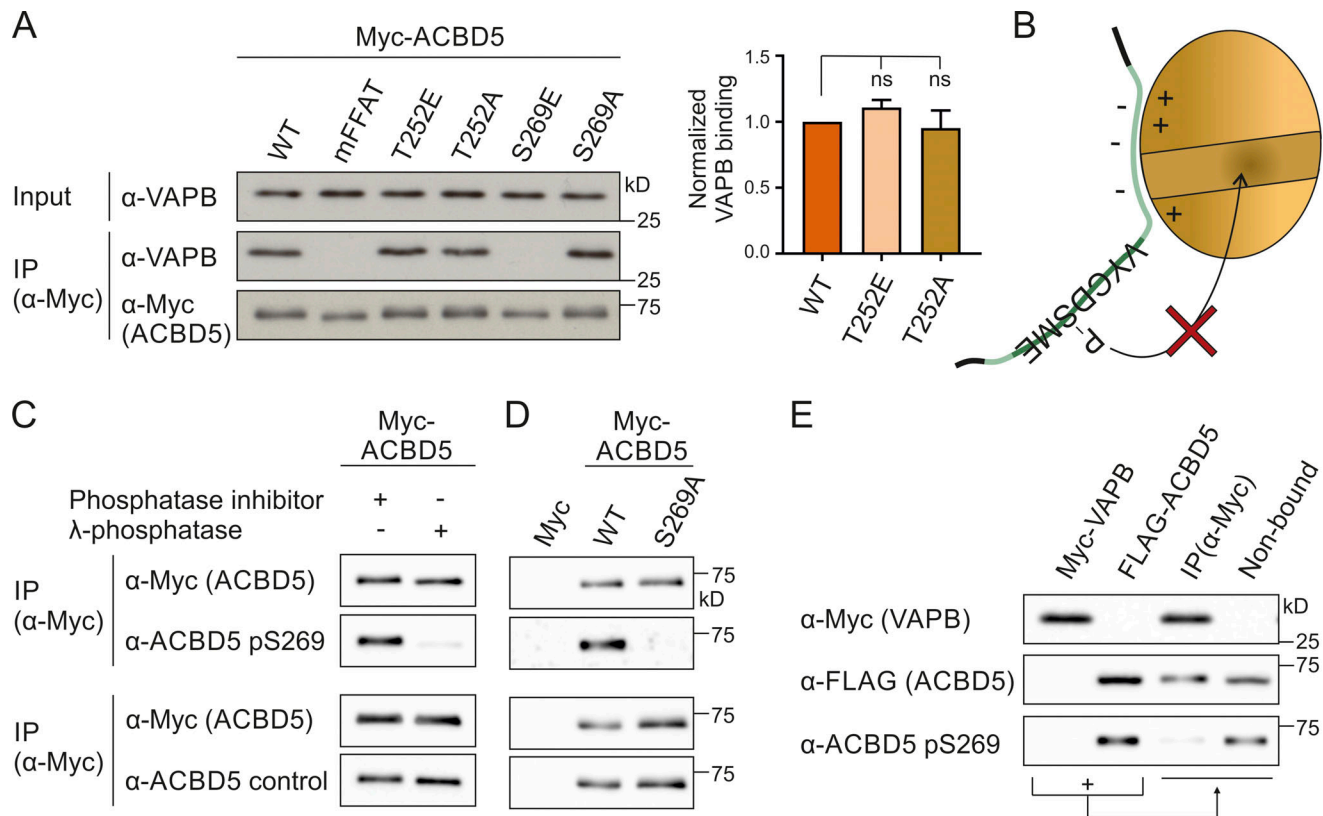 A
Myc-ACBD5
WT
mFFAT
T252E
T252A
S269E
S269A
Input
α-VAPB
kD
25
IP
(α-Myc)
α-VAPB
25
α-Myc
(ACBD5)
75
Normalized
VAPB binding
1.5
1.0
0.5
0.0
ns
ns
WT
T252E
T252A
B
- + + - - +
VYCDSME
P
C
Myc-
ACBD5
Phosphatase inhibitor + -
λ-phosphatase - +
IP
(α-Myc)
α-Myc (ACBD5)
α-ACBD5 pS269
IP
(α-Myc)
α-Myc (ACBD5)
α-ACBD5 control
D
Myc-
ACBD5
Myc
WT
S269A
75
kD
75
75
75
E
Myc-VAPB
FLAG-ACBD5
IP(α-Myc)
Non-bound
α-Myc (VAPB)
kD
25
α-FLAG (ACBD5)
75
α-ACBD5 pS269
75
+